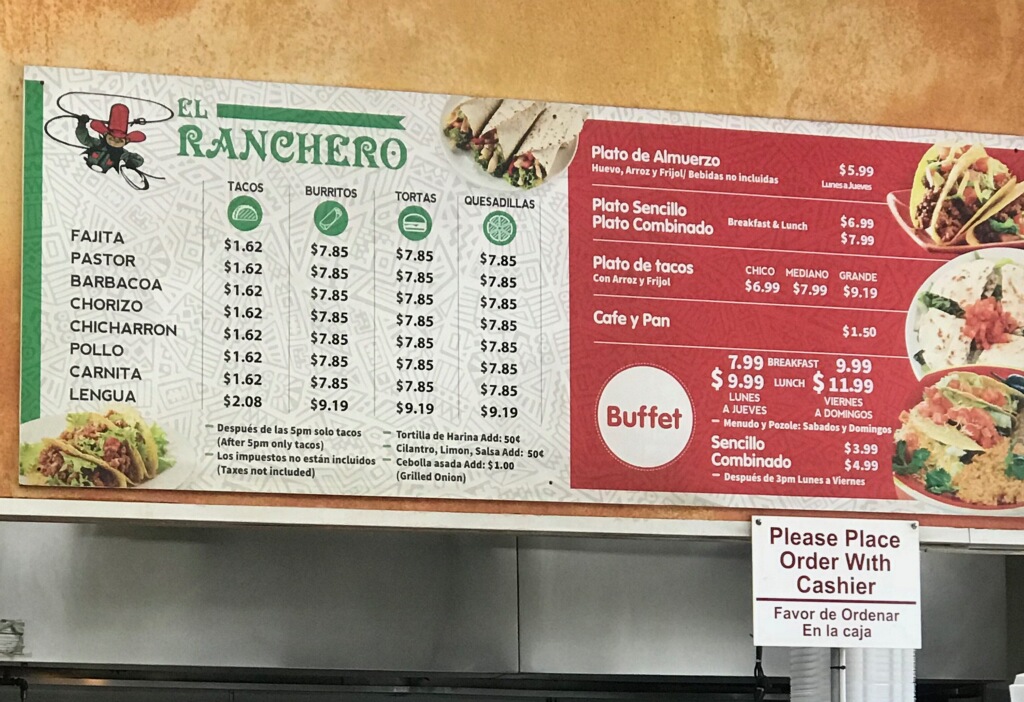 EL
RANCHERO
TACOS BURRITOS TORTAS QUESADILLAS
FAJITA $1.62 $7.85 $7.85 $7.85
PASTOR $1.62 $7.85 $7.85 $7.85
BARBACOA $1.62 $7.85 $7.85 $7.85
CHORIZO $1.62 $7.85 $7.85 $7.85
CHICHARRON $1.62 $7.85 $7.85 $7.85
POLLO $1.62 $7.85 $7.85 $7.85
CARNITA $1.62 $7.85 $7.85 $7.85
LENGUA $2.08 $9.19 $9.19 $9.19
— Después de las 5pm solo tacos
(After 5pm only tacos)
— Los impuestos no están incluidos
(Taxes not included)
— Tortilla de Harina Add: 50¢
— Cilantro, Limon, Salsa Add: 50¢
— Cebolla asada Add: $1.00
(Grilled Onion)
Plato de Almuerzo $5.99
Huevo, Arroz y Frijol/ Bebidas no incluidas Lunes a Jueves
Plato Sencillo $6.99
Plato Combinado Breakfast & Lunch $7.99
Plato de tacos CHICO MEDIANO GRANDE
Con Arroz y Frijol $6.99 $7.99 $9.19
Cafe y Pan $1.50
Buffet
7.99 BREAKFAST 9.99
$9.99 LUNCH $11.99
LUNES VIERNES
A JUEVES A DOMINGOS
— Menudo y Pozole: Sabados y Domingos
Sencillo $3.99
Combinado $4.99
— Después de 3pm Lunes a Viernes
Please Place
Order With
Cashier
Favor de Ordenar
En la caja